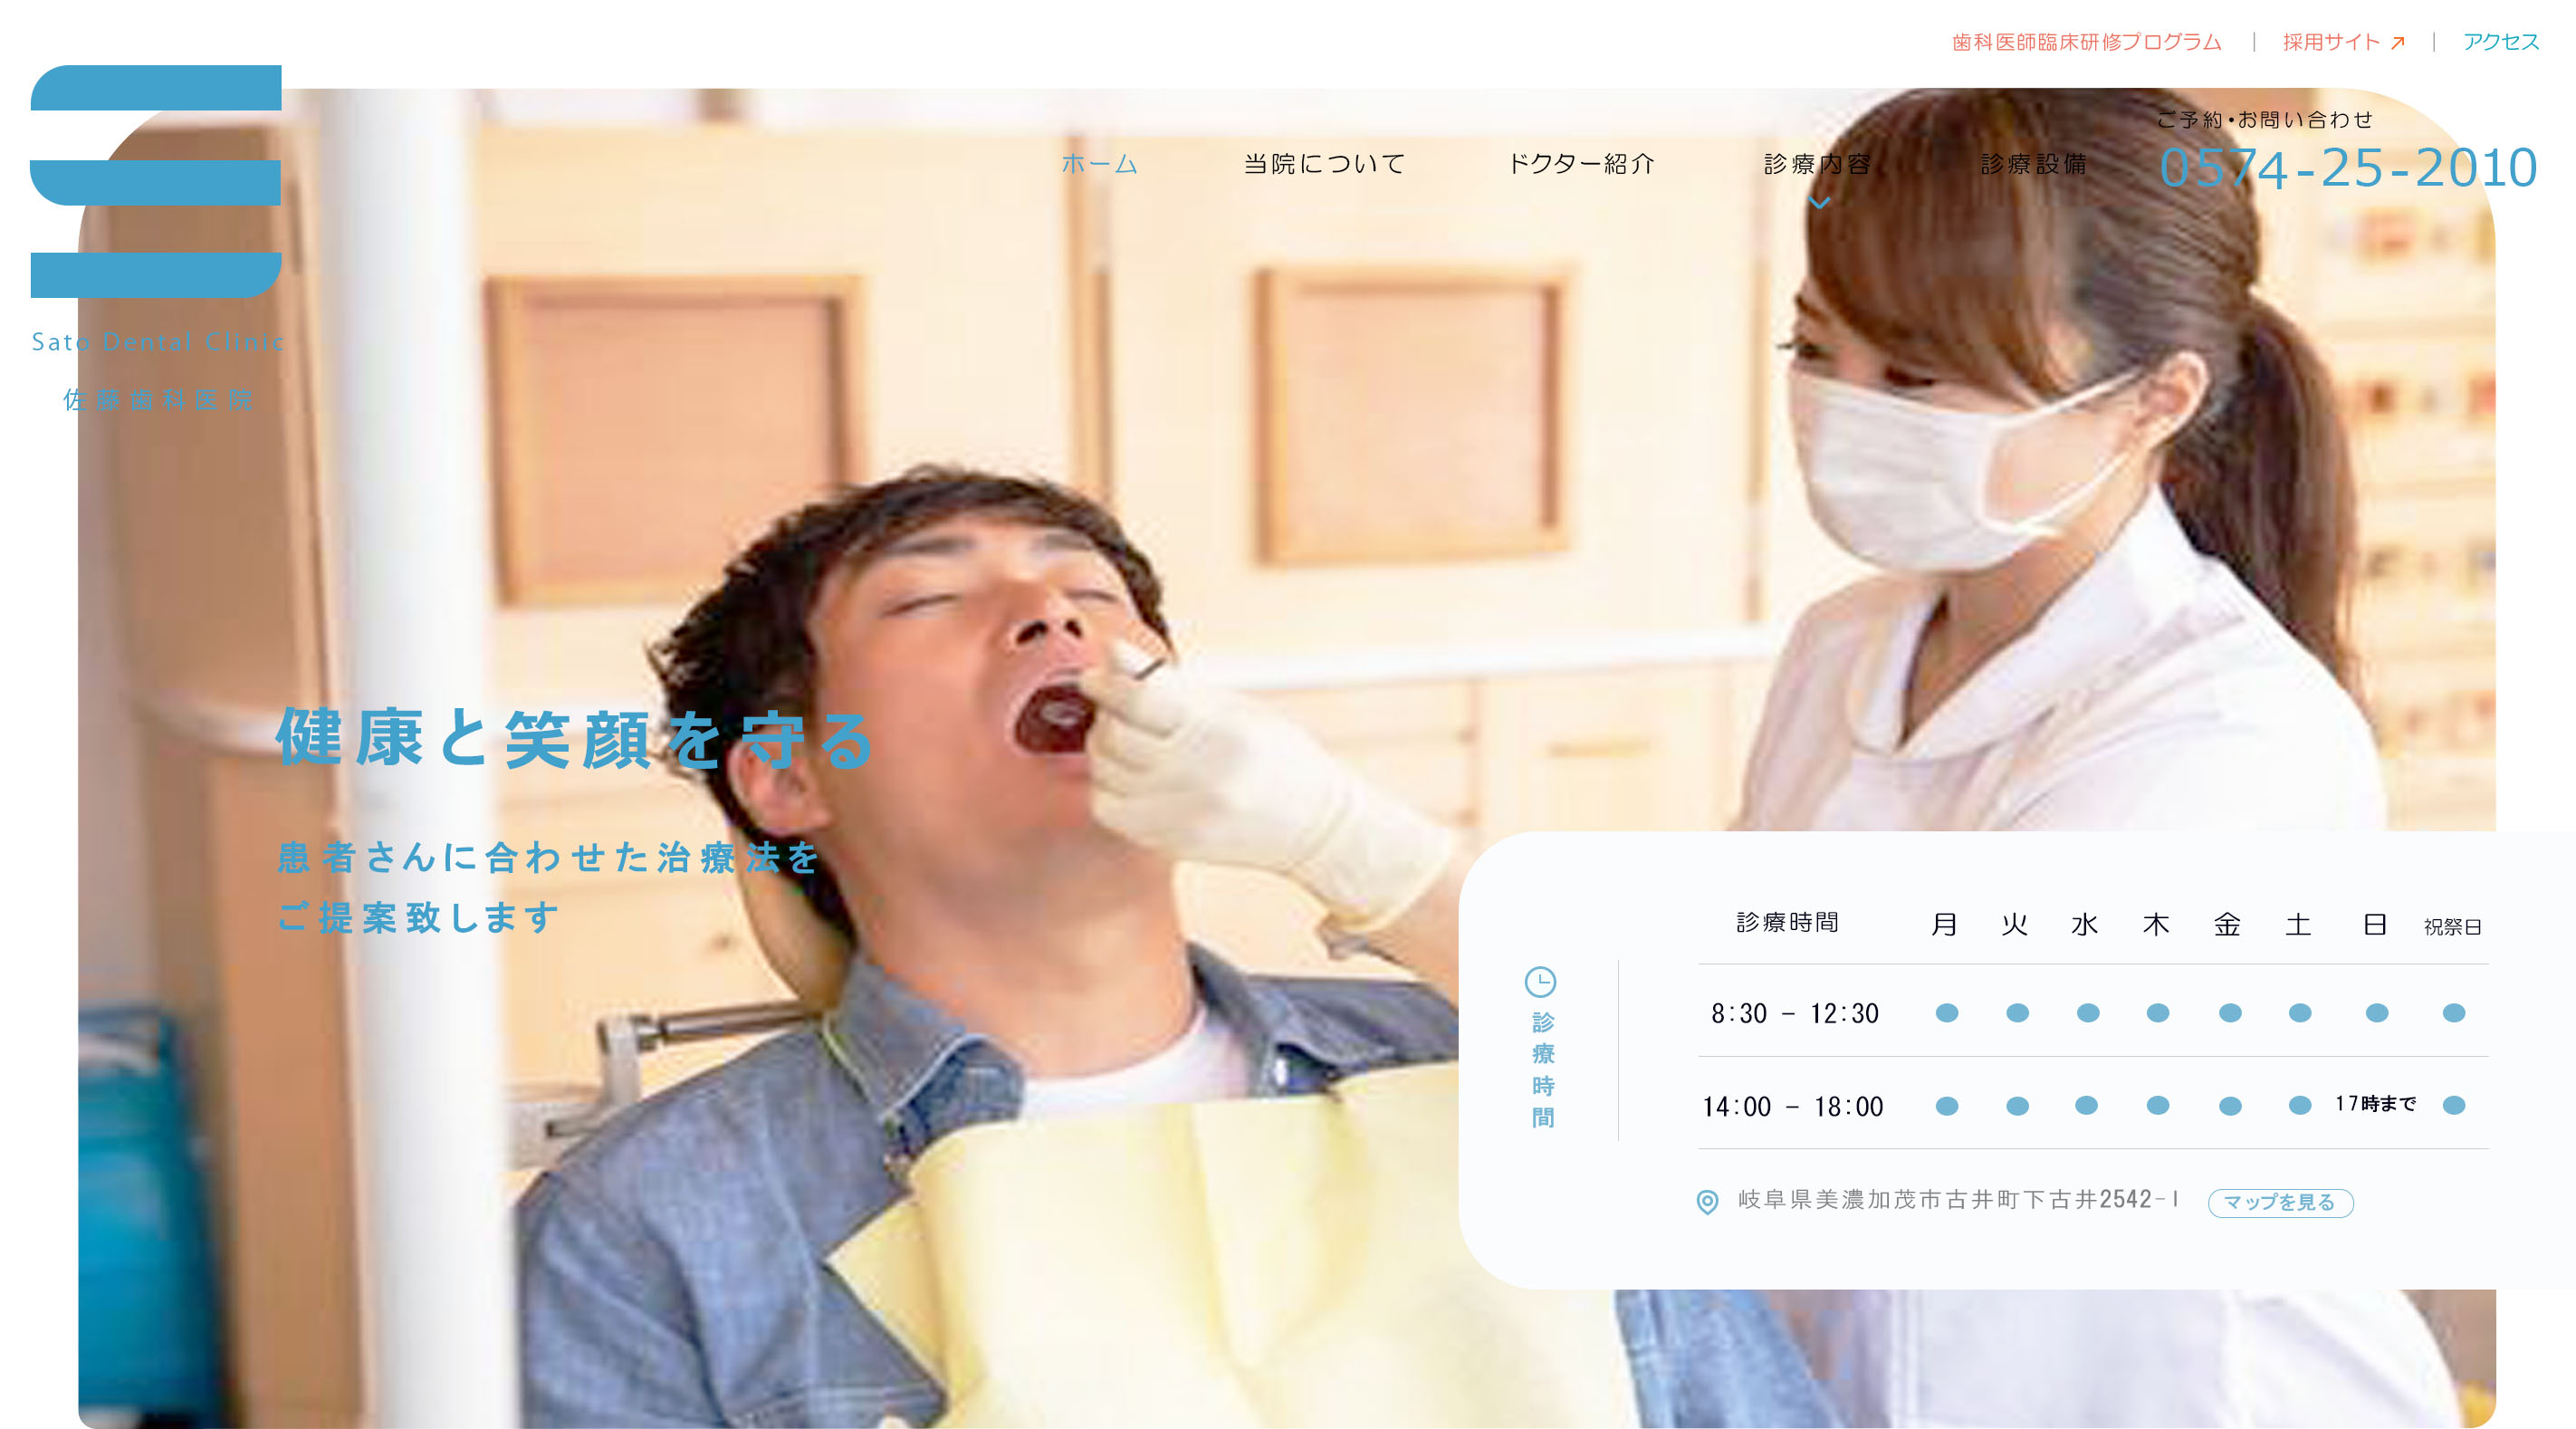 歯科医師臨床研修プログラム | 採用サイト | アクセス
ご予約・お問い合わせ
0574-25-2010
ホーム 当院について ドクター紹介 診療内容 診療設備
Sato Dental Clinic
佐藤歯科医院
健康と笑顔を守る
患者さんに合わせた治療法を
ご提案致します
診療時間
診療時間 月 火 水 木 金 土 日 祝祭日
8:30 − 12:30 ● ● ● ● ● ● ● ●
14:00 − 18:00 ● ● ● ● ● ● 17時まで ●
岐阜県美濃加茂市古井町下古井2542−1 マップを見る